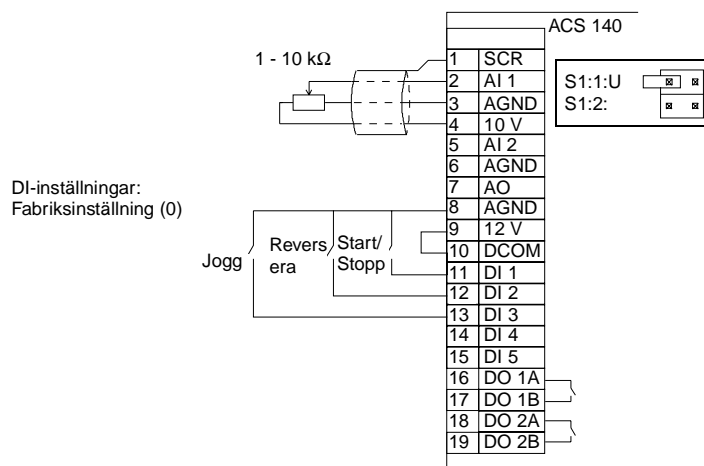 ACS 140
1 - 10 kΩ
1 SCR
2 AI 1
3 AGND
4 10 V
5 AI 2
6 AGND
7 AO
8 AGND
9 12 V
10 DCOM
11 DI 1
12 DI 2
13 DI 3
14 DI 4
15 DI 5
16 DO 1A
17 DO 1B
18 DO 2A
19 DO 2B
S1:1:U
S1:2:
DI-inställningar:
Fabriksinställning (0)
Jogg
Revers
era
Start/
Stopp